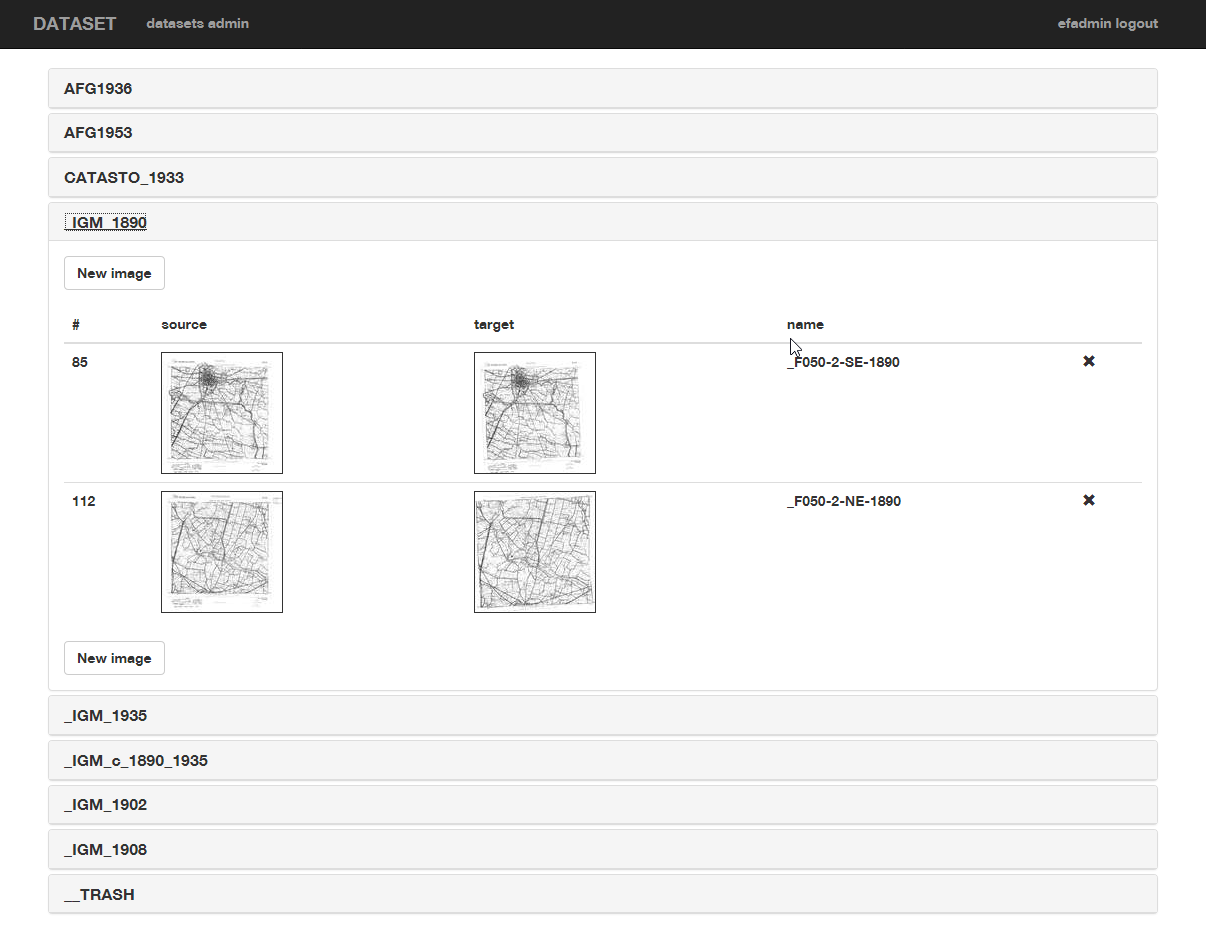 DATASET datasets admin efadmin logout
AFG1936
AFG1953
CATASTO_1933
_IGM_1890
New image
# source target name
85 _F050-2-SE-1890
112 _F050-2-NE-1890
New image
_IGM_1935
_IGM_c_1890_1935
_IGM_1902
_IGM_1908
__TRASH